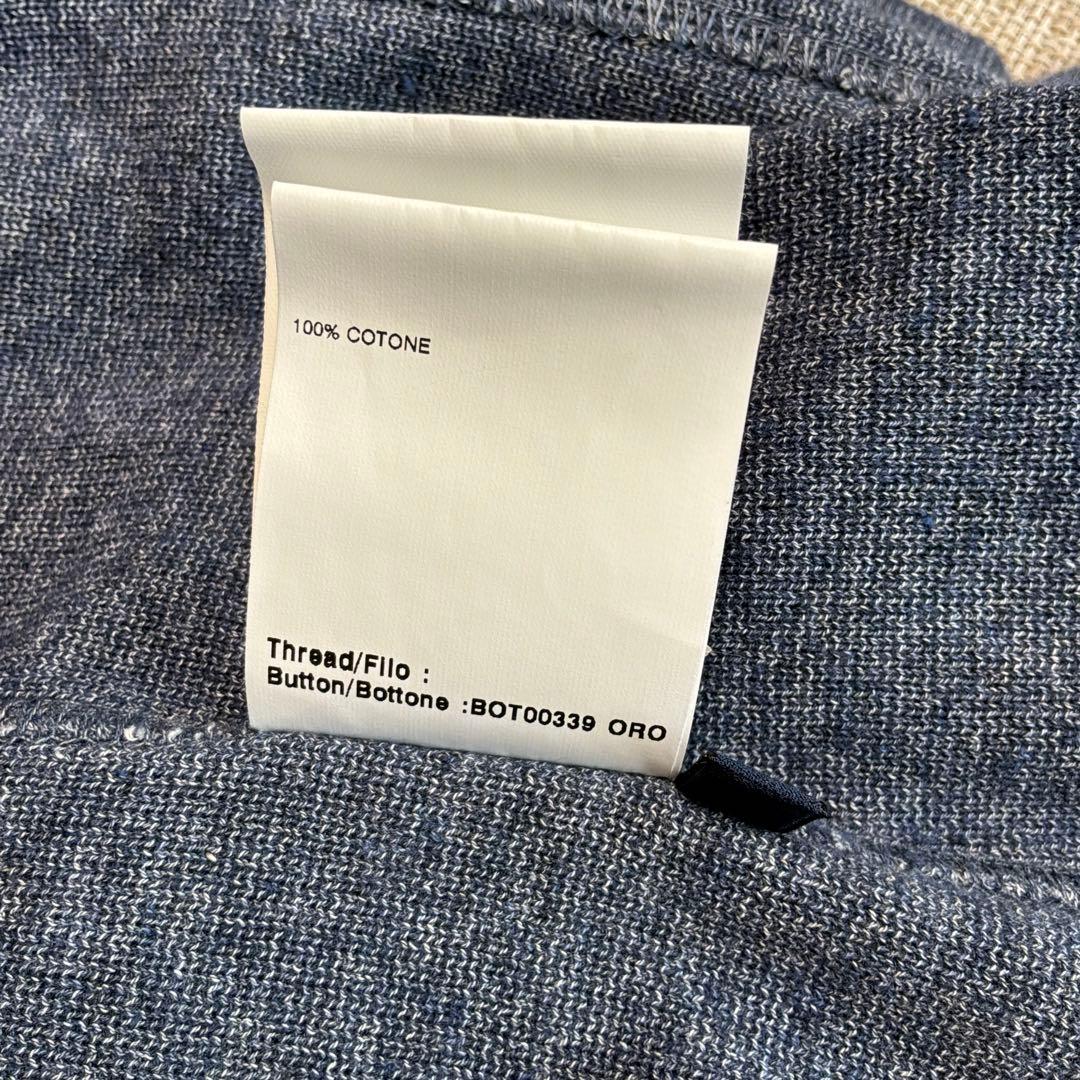 100% COTONE
Thread/Filo :
Button/Bottone :BOT00339 ORO